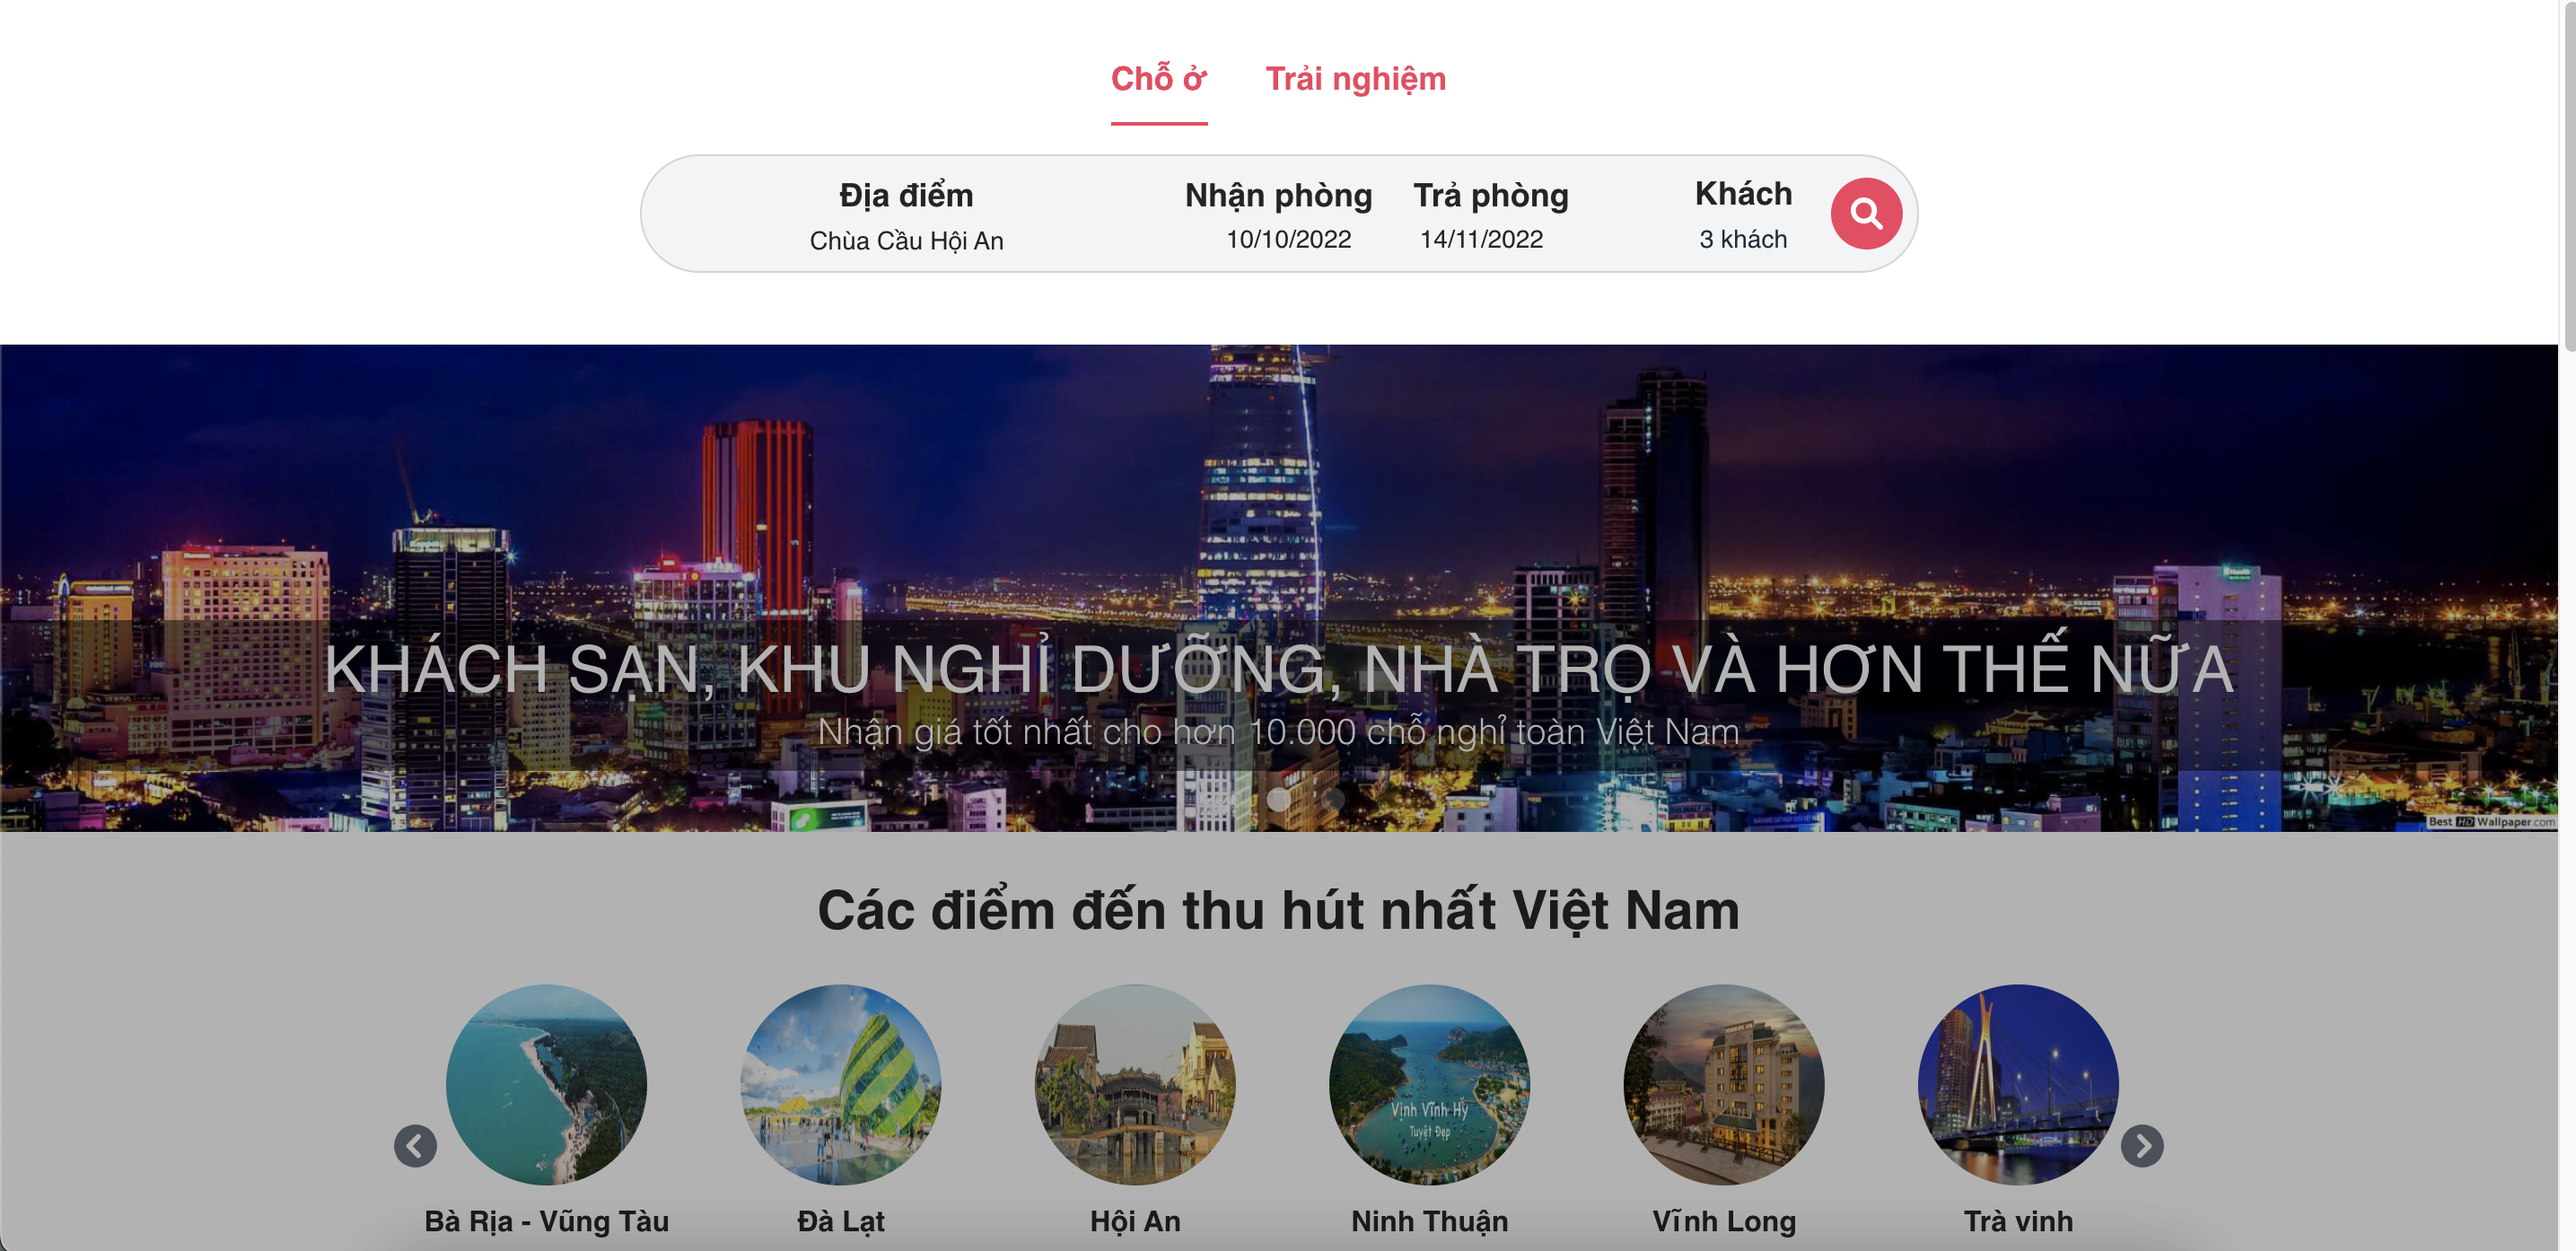 Chỗ ở Trải nghiệm
Địa điểm Nhận phòng Trả phòng Khách
Chùa Cầu Hội An 10/10/2022 14/11/2022 3 khách
KHÁCH SẠN, KHU NGHỈ DƯỠNG, NHÀ TRỌ VÀ HƠN THẾ NỮA
Nhận giá tốt nhất cho hơn 10.000 chỗ nghỉ toàn Việt Nam
Best HD Wallpaper.com
Các điểm đến thu hút nhất Việt Nam
Vịnh Vĩnh Hy
Tuyệt Đẹp
Bà Rịa - Vũng Tàu Đà Lạt Hội An Ninh Thuận Vĩnh Long Trà vinh